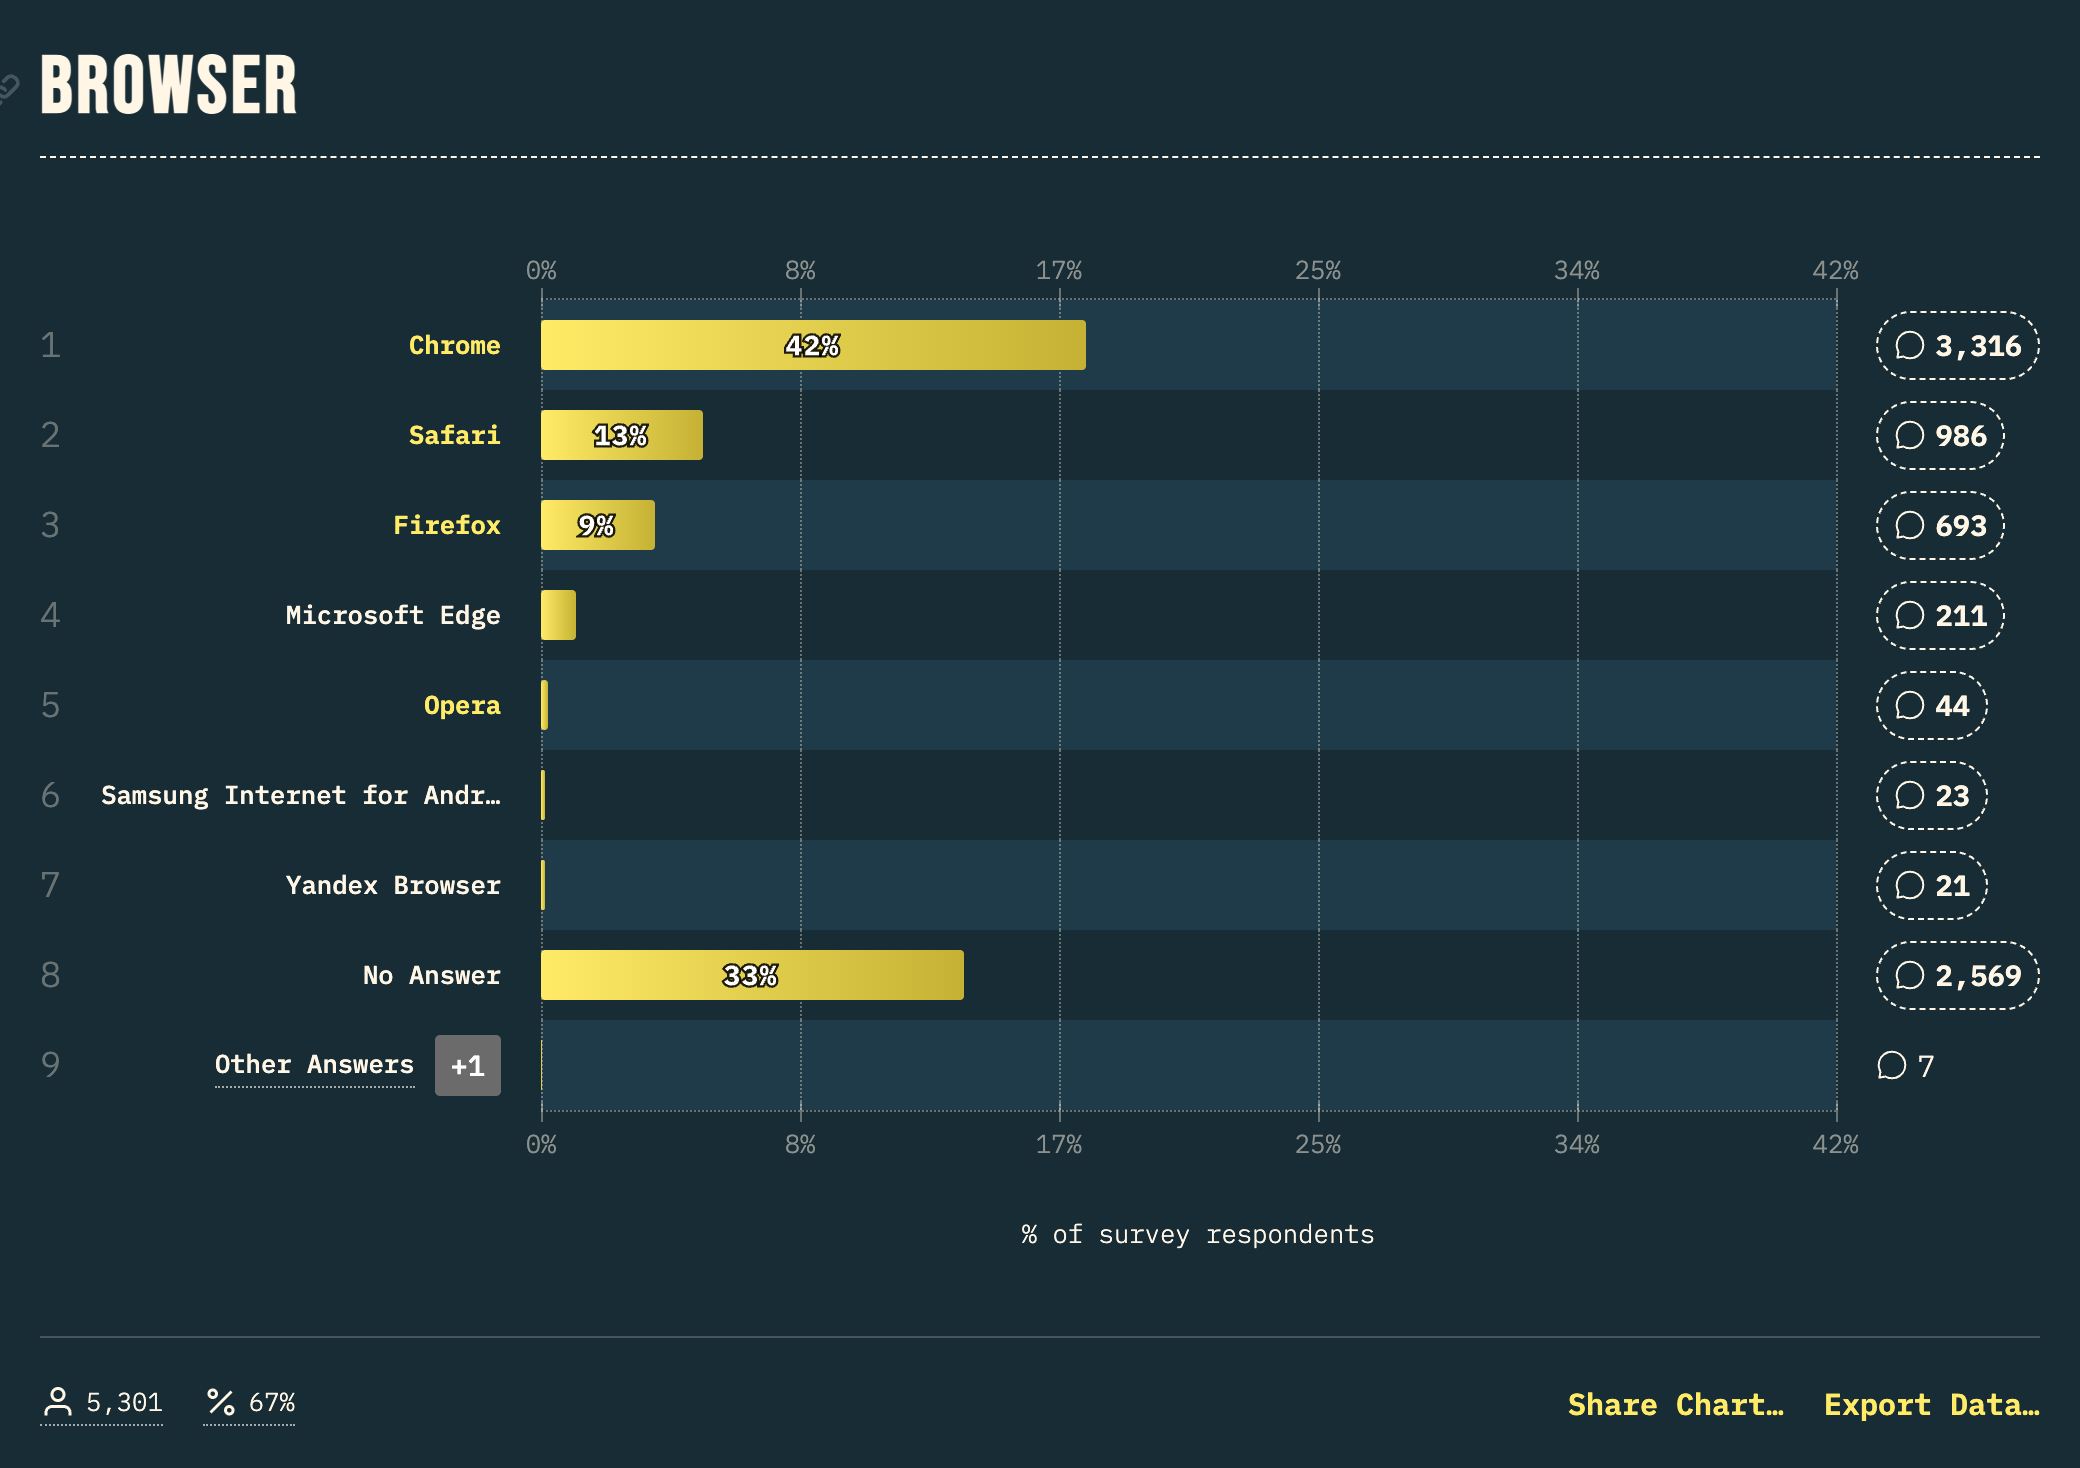 BROWSER
0% 8% 17% 25% 34% 42%
1 Chrome 42% 3,316
2 Safari 13% 986
3 Firefox 9% 693
4 Microsoft Edge 211
5 Opera 44
6 Samsung Internet for Andr… 23
7 Yandex Browser 21
8 No Answer 33% 2,569
9 Other Answers +1 7
0% 8% 17% 25% 34% 42%
% of survey respondents
5,301 67% Share Chart… Export Data…